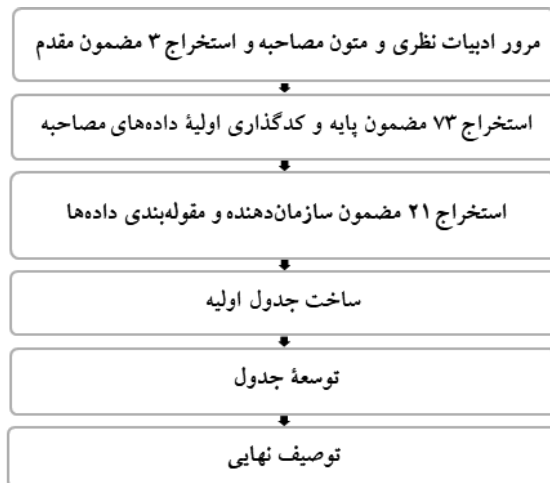 مرور ادبیات نظری و متون مصاحبه و استخراج ۳ مضمون مقدم
استخراج ۷۳ مضمون پایه و کدگذاری اولیهٔ داده‌های مصاحبه
استخراج ۲۱ مضمون سازمان‌دهنده و مقوله‌بندی داده‌ها
ساخت جدول اولیه
توسعهٔ جدول
توصیف نهایی